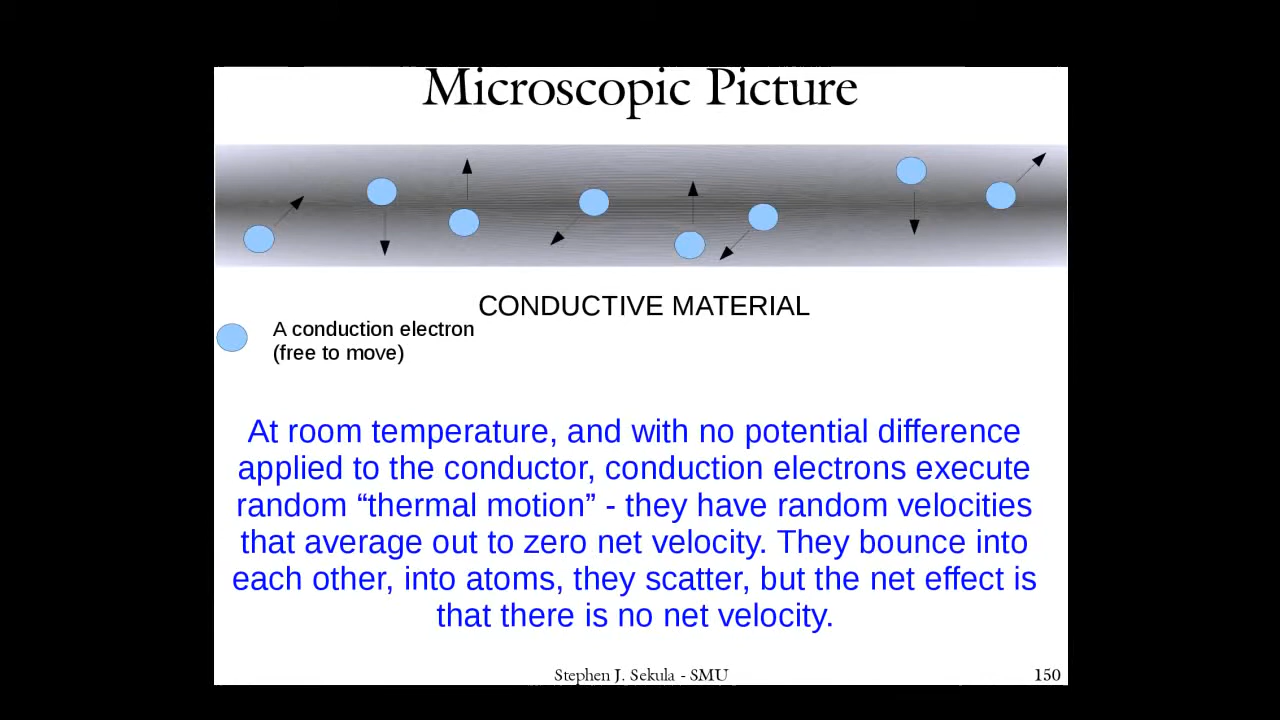 Microscopic Picture
CONDUCTIVE MATERIAL
A conduction electron
(free to move)
At room temperature, and with no potential difference
applied to the conductor, conduction electrons execute
random “thermal motion” - they have random velocities
that average out to zero net velocity. They bounce into
each other, into atoms, they scatter, but the net effect is
that there is no net velocity.
Stephen J. Sekula - SMU
150